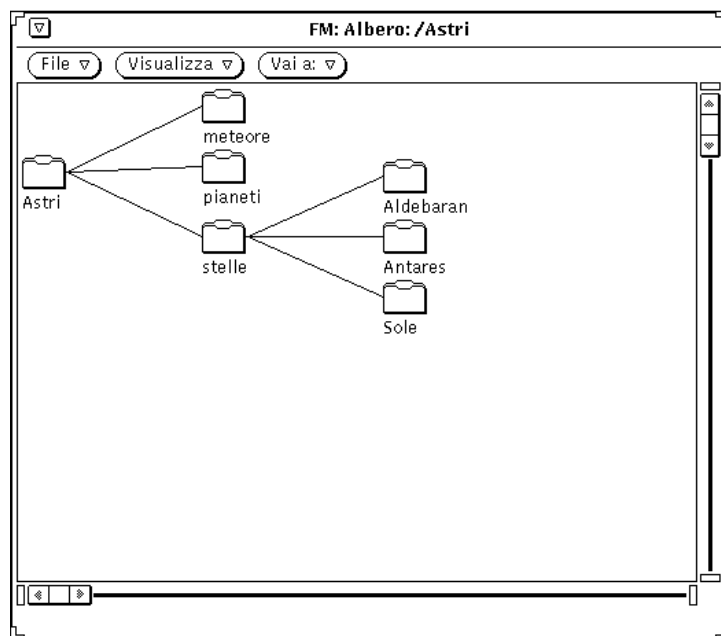 FM: Albero: /Astri
File Visualizza Vai a:
meteore
Astri
pianeti
Aldebaran
stelle
Antares
Sole